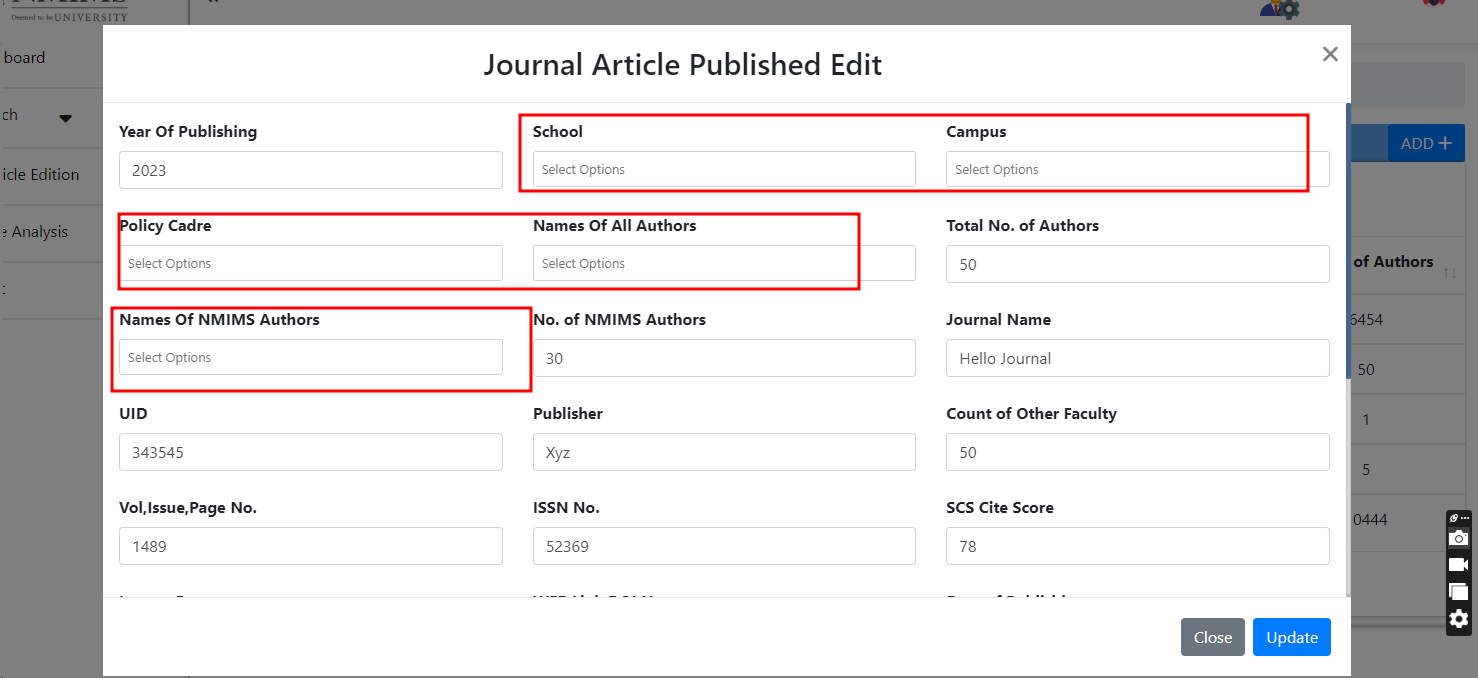 Deemed to be UNIVERSITY
Journal Article Published Edit
×
board
ch
icle Edition
e Analysis
ADD +
of Authors
6454
50
1
5
0444
Year Of Publishing
School
Campus
2023
Select Options
Select Options
Policy Cadre
Names Of All Authors
Total No. of Authors
Select Options
Select Options
50
Names Of NMIMS Authors
No. of NMIMS Authors
Journal Name
Select Options
30
Hello Journal
UID
Publisher
Count of Other Faculty
343545
Xyz
50
Vol,Issue,Page No.
ISSN No.
SCS Cite Score
1489
52369
78
Close
Update